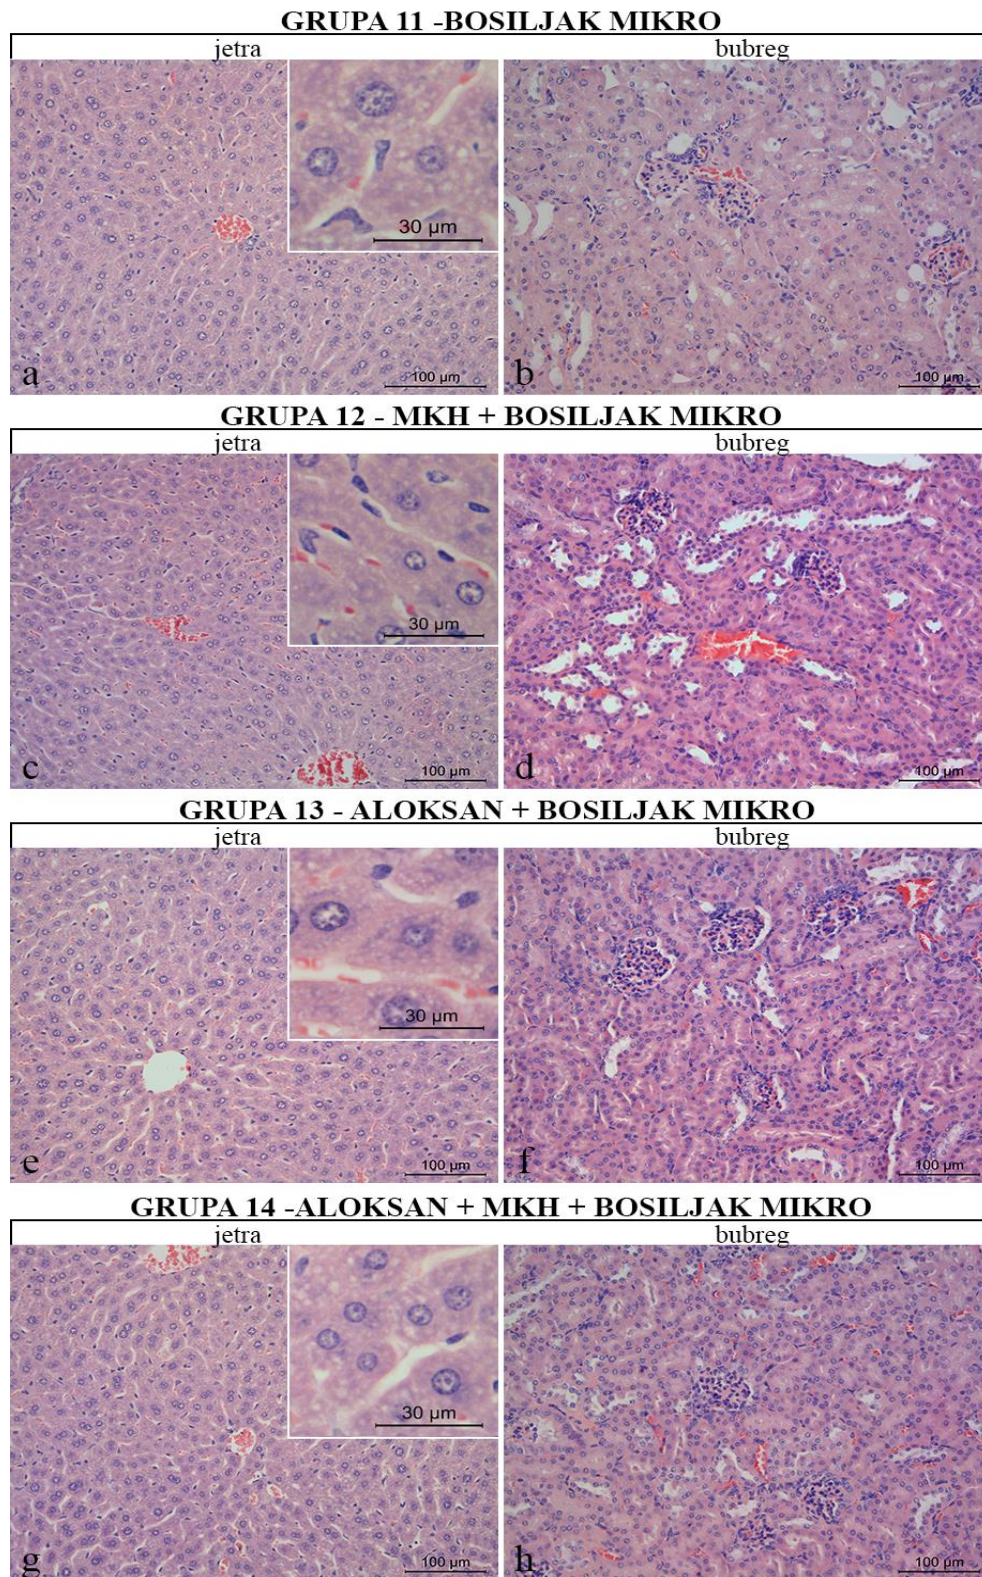 GRUPA 11 -BOSILJAK MIKRO
jetra bubreg
30 µm
a 100 µm b 100 µm
GRUPA 12 - MKH + BOSILJAK MIKRO
jetra bubreg
30 µm
c 100 µm d 100 µm
GRUPA 13 - ALOKSAN + BOSILJAK MIKRO
jetra bubreg
30 µm
e 100 µm f 100 µm
GRUPA 14 -ALOKSAN + MKH + BOSILJAK MIKRO
jetra bubreg
30 µm
g 100 µm h 100 µm